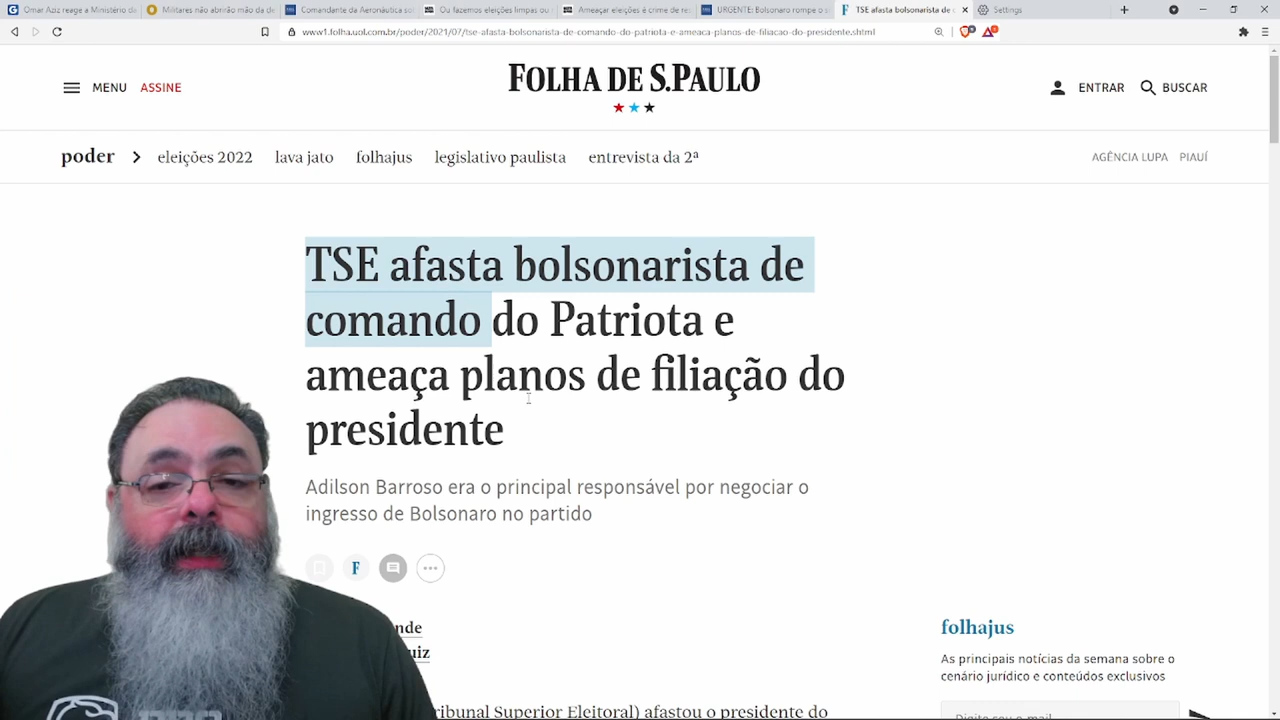 Omar Aziz reage a Ministério da
Militares não abrirão mão da de
Comandante da Aeronáutica so
Ou fazemos eleições limpas ou
Ameaçar eleições é crime de re
URGENTE: Bolsonaro rompe o s
TSE afasta bolsonarista de
Settings
www1.folha.uol.com.br/poder/2021/07/tse-afasta-bolsonarista-de-comando-do-patriota-e-ameaca-planos-de-filiacao-do-presidente.shtml
MENU ASSINE
FOLHA DE S.PAULO
ENTRAR BUSCAR
poder > eleições 2022 lava jato folhajus legislativo paulista entrevista da 2ª
AGÊNCIA LUPA PIAUÍ
TSE afasta bolsonarista de
comando do Patriota e
ameaça planos de filiação do
presidente
Adilson Barroso era o principal responsável por negociar o
ingresso de Bolsonaro no partido
F
nde
uiz
ribunal Superior Eleitoral) afastou o presidente do
folhajus
As principais notícias da semana sobre o
cenário jurídico e conteúdos exclusivos
Digite seu e-mail